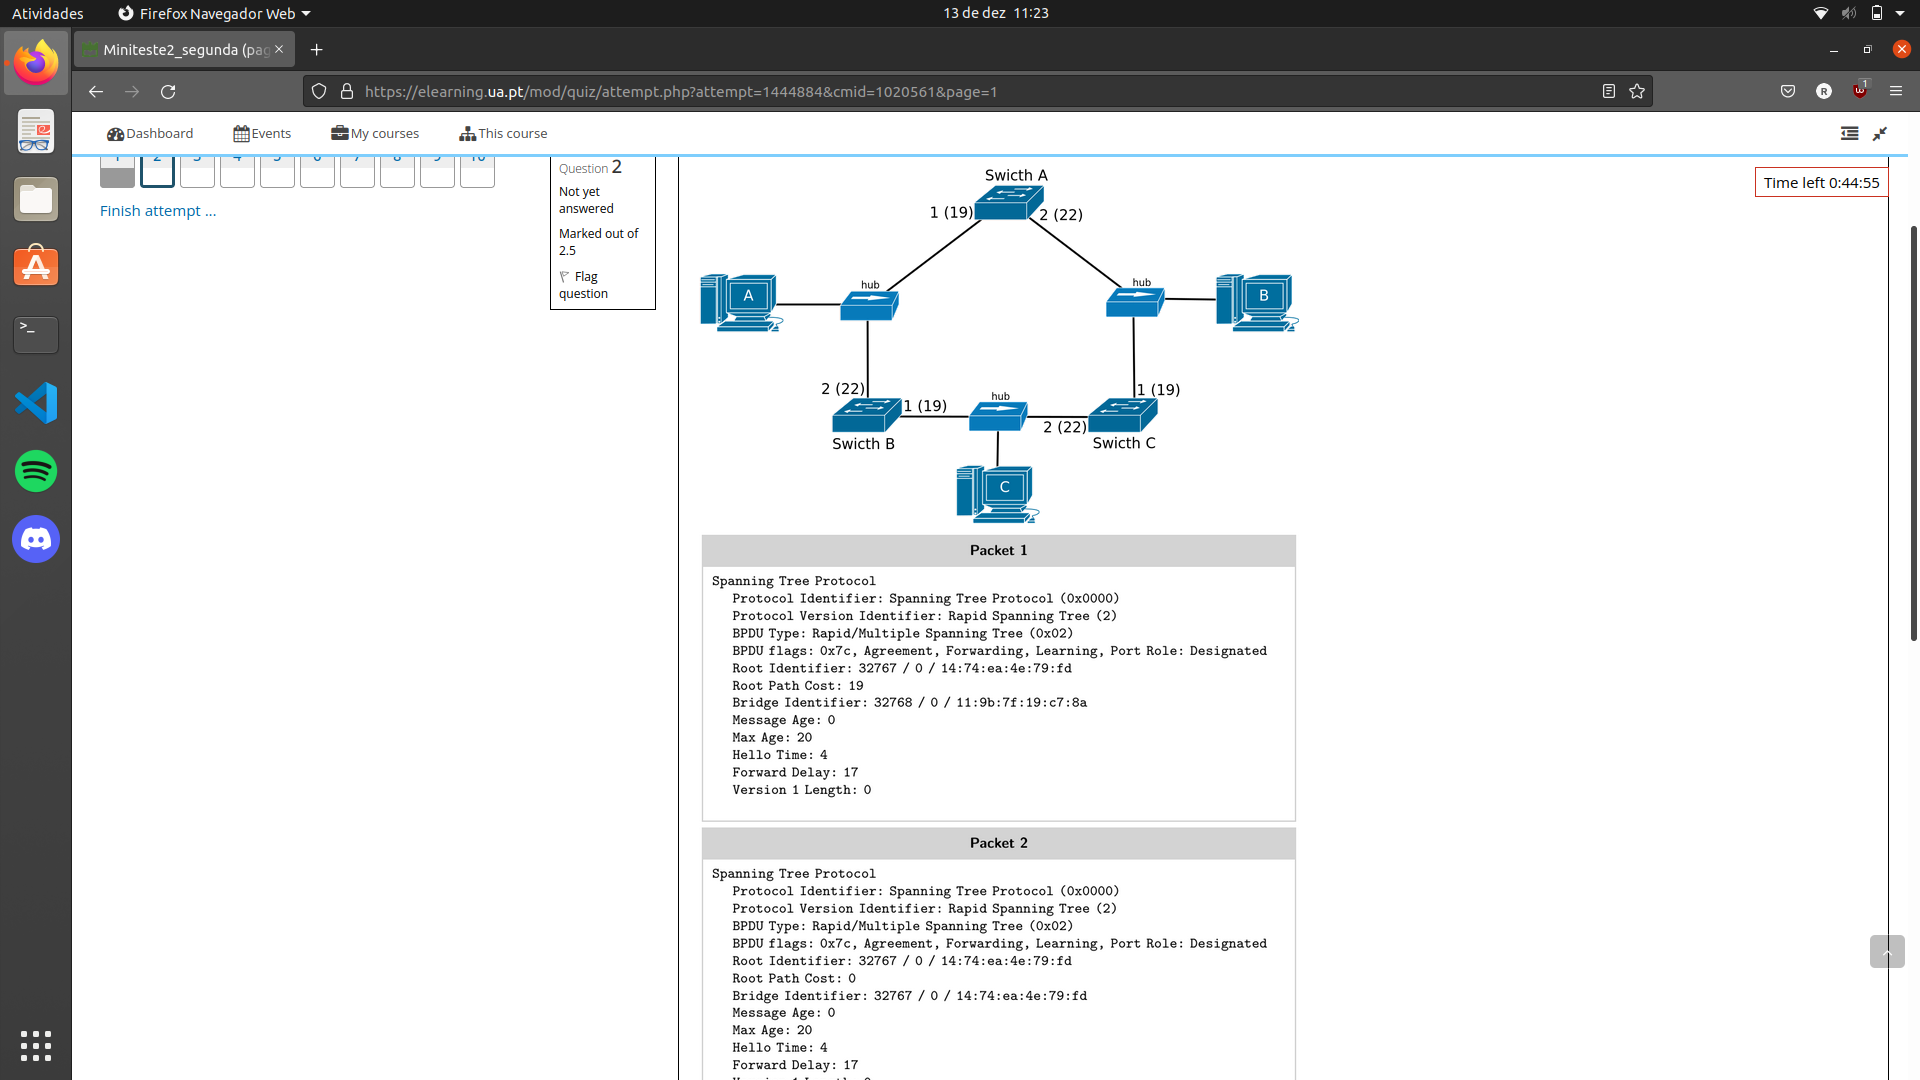 Atividades
Firefox Navegador Web
13 de dez 11:23
Miniteste2_segunda (pag
https://elearning.ua.pt/mod/quiz/attempt.php?attempt=1444884&cmid=1020561&page=1
R
1
Dashboard
Events
My courses
This course
1 2 3 4 5 6 7 8 9 10
Finish attempt ...
Question 2
Not yet
answered
Marked out of
2.5
Flag
question
Time left 0:44:55
Swicth A
1 (19)
2 (22)
hub
hub
A
B
2 (22)
1 (19)
hub
1 (19)
2 (22)
Swicth B
Swicth C
C
Packet 1
Spanning Tree Protocol
Protocol Identifier: Spanning Tree Protocol (0x0000)
Protocol Version Identifier: Rapid Spanning Tree (2)
BPDU Type: Rapid/Multiple Spanning Tree (0x02)
BPDU flags: 0x7c, Agreement, Forwarding, Learning, Port Role: Designated
Root Identifier: 32767 / 0 / 14:74:ea:4e:79:fd
Root Path Cost: 19
Bridge Identifier: 32768 / 0 / 11:9b:7f:19:c7:8a
Message Age: 0
Max Age: 20
Hello Time: 4
Forward Delay: 17
Version 1 Length: 0
Packet 2
Spanning Tree Protocol
Protocol Identifier: Spanning Tree Protocol (0x0000)
Protocol Version Identifier: Rapid Spanning Tree (2)
BPDU Type: Rapid/Multiple Spanning Tree (0x02)
BPDU flags: 0x7c, Agreement, Forwarding, Learning, Port Role: Designated
Root Identifier: 32767 / 0 / 14:74:ea:4e:79:fd
Root Path Cost: 0
Bridge Identifier: 32767 / 0 / 14:74:ea:4e:79:fd
Message Age: 0
Max Age: 20
Hello Time: 4
Forward Delay: 17